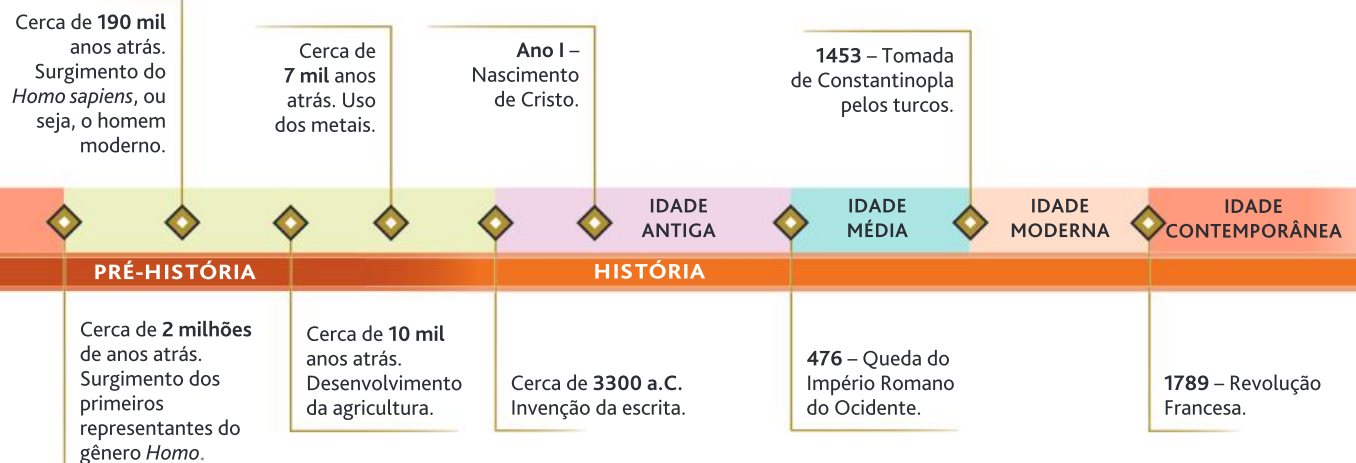 Cerca de 190 mil
anos atrás.
Surgimento do
Homo sapiens, ou
seja, o homem
moderno.
Cerca de
7 mil anos
atrás. Uso
dos metais.
Ano I –
Nascimento
de Cristo.
1453 – Tomada
de Constantinopla
pelos turcos.
IDADE
ANTIGA
IDADE
MÉDIA
IDADE
MODERNA
IDADE
CONTEMPORÂNEA
PRÉ-HISTÓRIA
HISTÓRIA
Cerca de 2 milhões
de anos atrás.
Surgimento dos
primeiros
representantes do
gênero Homo.
Cerca de 10 mil
anos atrás.
Desenvolvimento
da agricultura.
Cerca de 3300 a.C.
Invenção da escrita.
476 – Queda do
Império Romano
do Ocidente.
1789 – Revolução
Francesa.